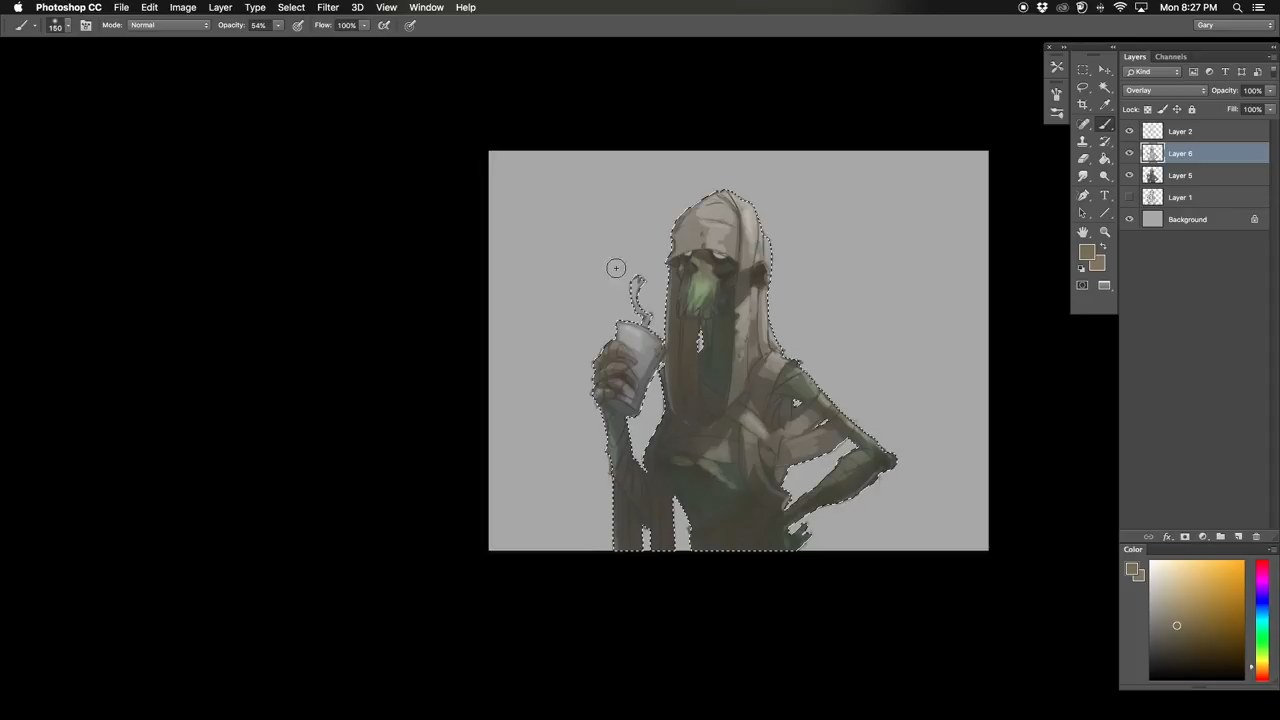 Photoshop CC File Edit Image Layer Type Select Filter 3D View Window Help Mon 8:27 PM
150 Mode: Normal Opacity: 54% Flow: 100% Gary
Layers Channels
Kind
Overlay Opacity: 100%
Lock: Fill: 100%
Layer 2
Layer 6
Layer 5
Layer 1
Background
fx
Color